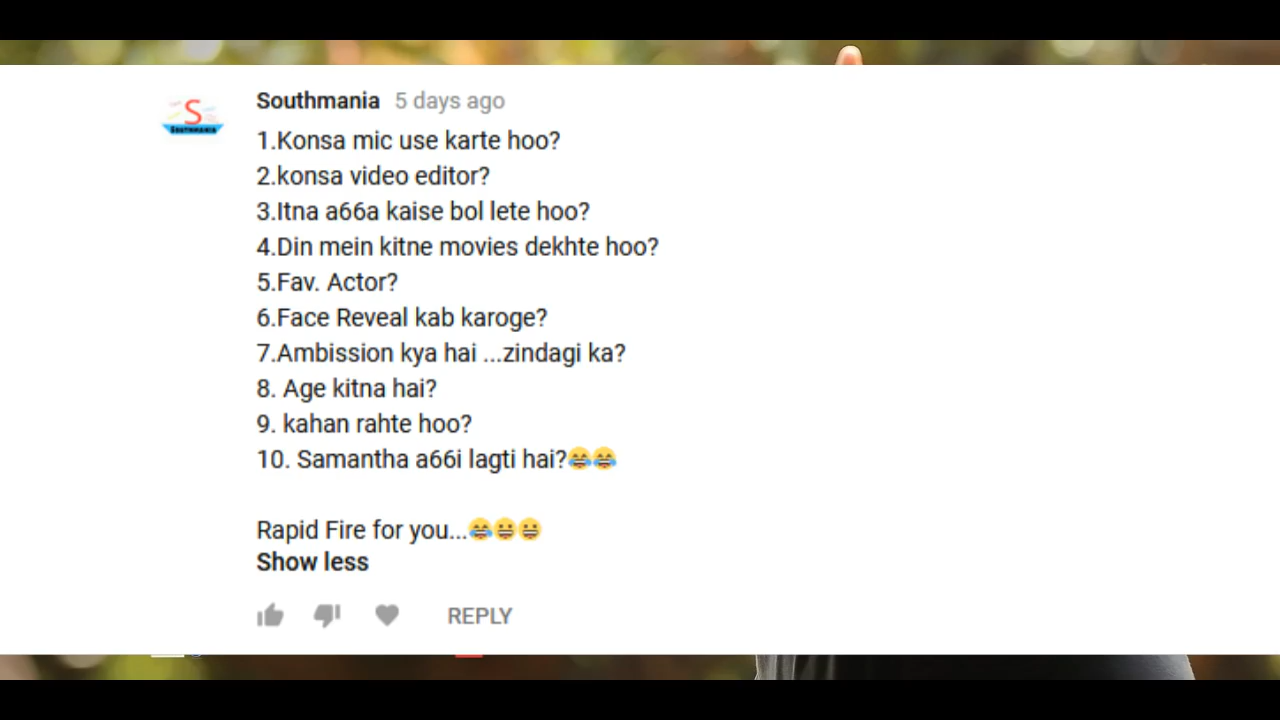 Southmania 5 days ago
SOUTHMANIA
1.Konsa mic use karte hoo?
2.konsa video editor?
3.Itna a66a kaise bol lete hoo?
4.Din mein kitne movies dekhte hoo?
5.Fav. Actor?
6.Face Reveal kab karoge?
7.Ambission kya hai ...zindagi ka?
8. Age kitna hai?
9. kahan rahte hoo?
10. Samantha a66i lagti hai?😂😂
Rapid Fire for you...😂😀😀
Show less
REPLY